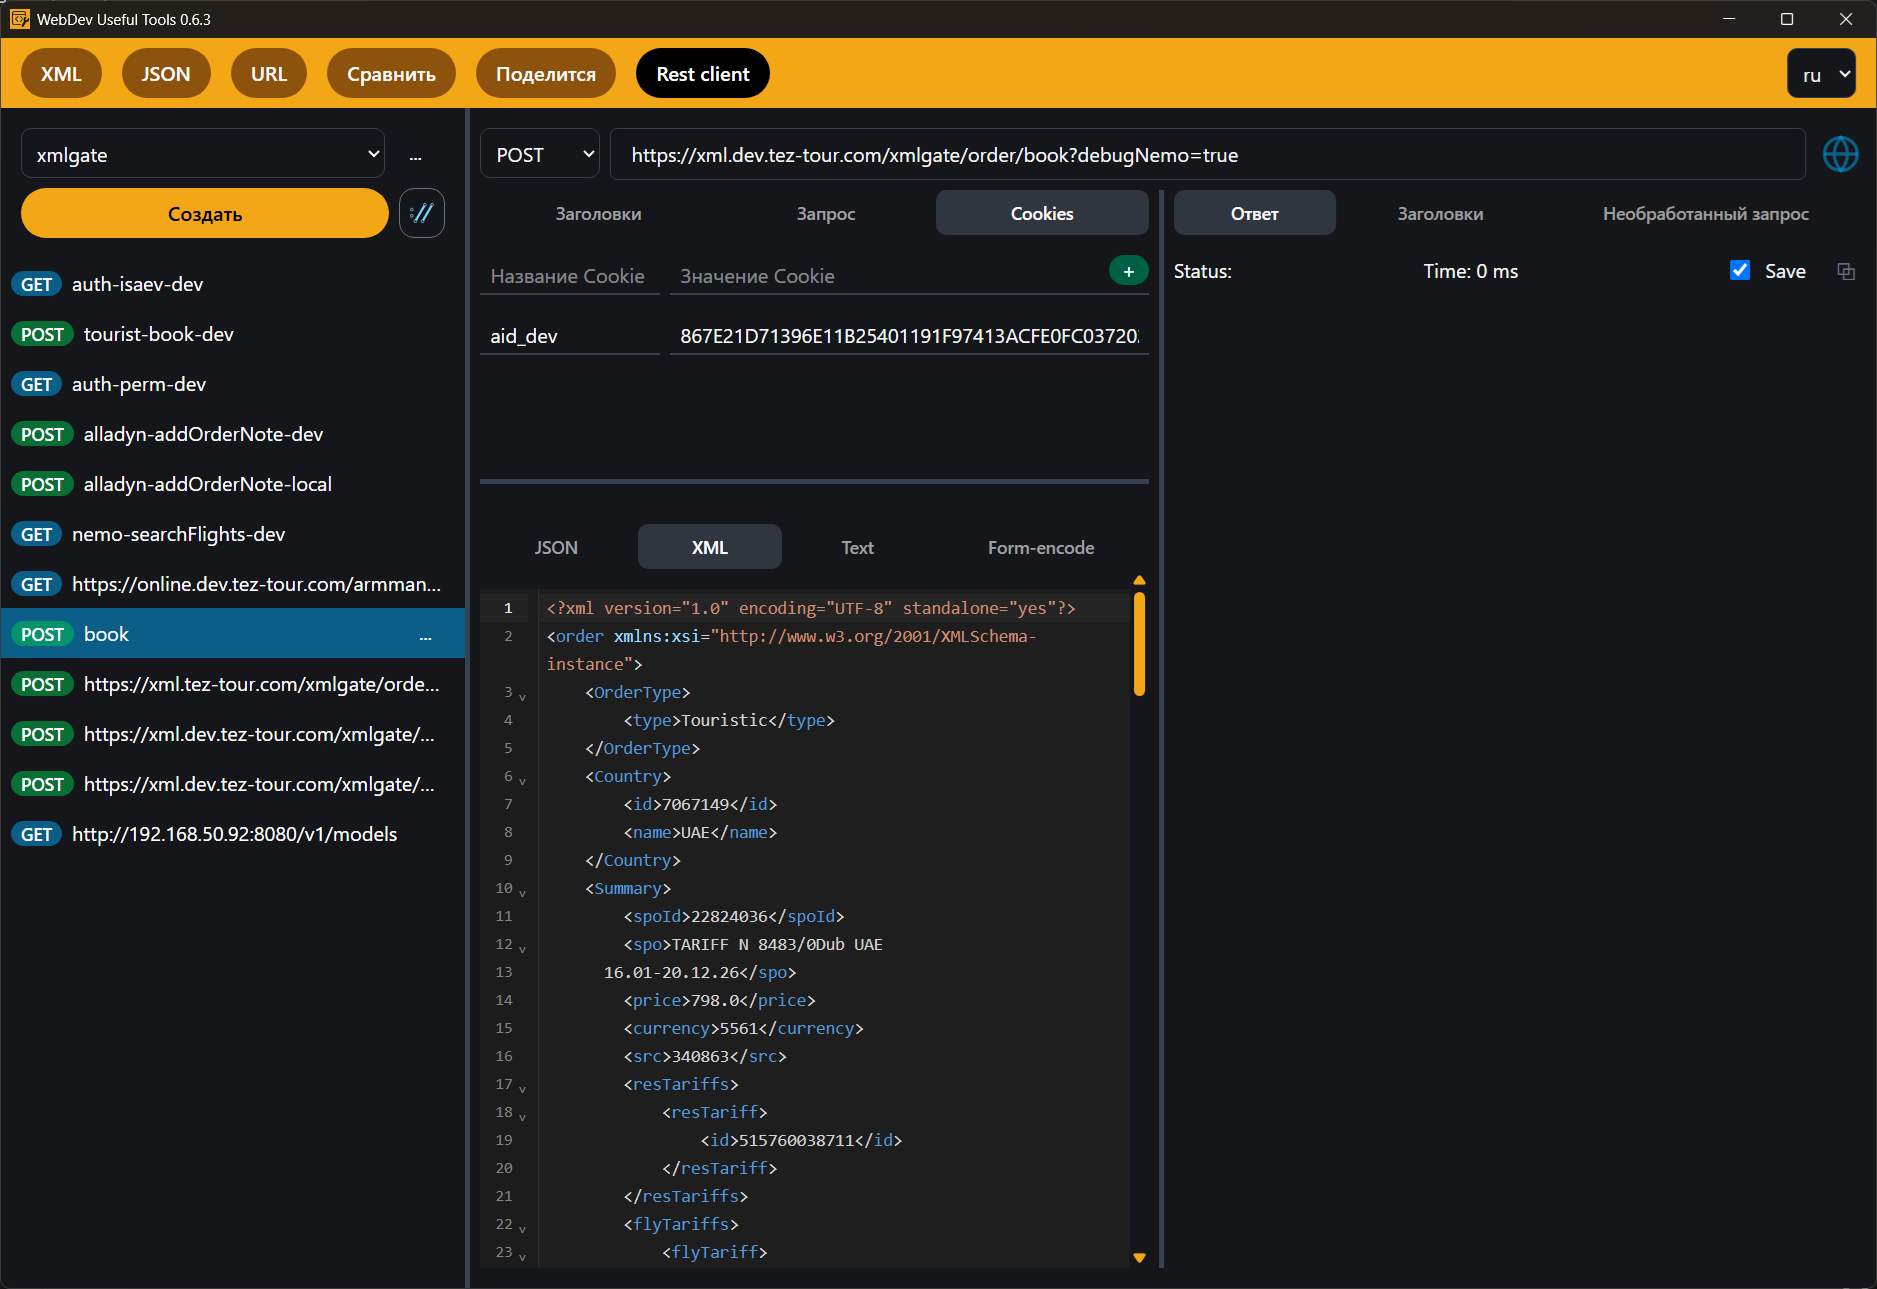 WebDev Useful Tools 0.6.3
XML JSON URL Сравнить Поделится Rest client ru
xmlgate ...
Создать
GET auth-isaev-dev
POST tourist-book-dev
GET auth-perm-dev
POST alladyn-addOrderNote-dev
POST alladyn-addOrderNote-local
GET nemo-searchFlights-dev
GET https://online.dev.tez-tour.com/armman...
POST book ...
POST https://xml.tez-tour.com/xmlgate/orde...
POST https://xml.dev.tez-tour.com/xmlgate/...
POST https://xml.dev.tez-tour.com/xmlgate/...
GET http://192.168.50.92:8080/v1/models
POST https://xml.dev.tez-tour.com/xmlgate/order/book?debugNemo=true
Заголовки Запрос Cookies
Название Cookie Значение Cookie +
aid_dev 867E21D71396E11B25401191F97413ACFE0FC03720
JSON XML Text Form-encode
1 <?xml version="1.0" encoding="UTF-8" standalone="yes"?>
2 <order xmlns:xsi="http://www.w3.org/2001/XMLSchema-
instance">
3 <OrderType>
4 <type>Touristic</type>
5 </OrderType>
6 <Country>
7 <id>7067149</id>
8 <name>UAE</name>
9 </Country>
10 <Summary>
11 <spoId>22824036</spoId>
12 <spo>TARIFF N 8483/0Dub UAE
13 16.01-20.12.26</spo>
14 <price>798.0</price>
15 <currency>5561</currency>
16 <src>340863</src>
17 <resTariffs>
18 <resTariff>
19 <id>515760038711</id>
20 </resTariff>
21 </resTariffs>
22 <flyTariffs>
23 <flyTariff>
Ответ Заголовки Необработанный запрос
Status: Time: 0 ms Save